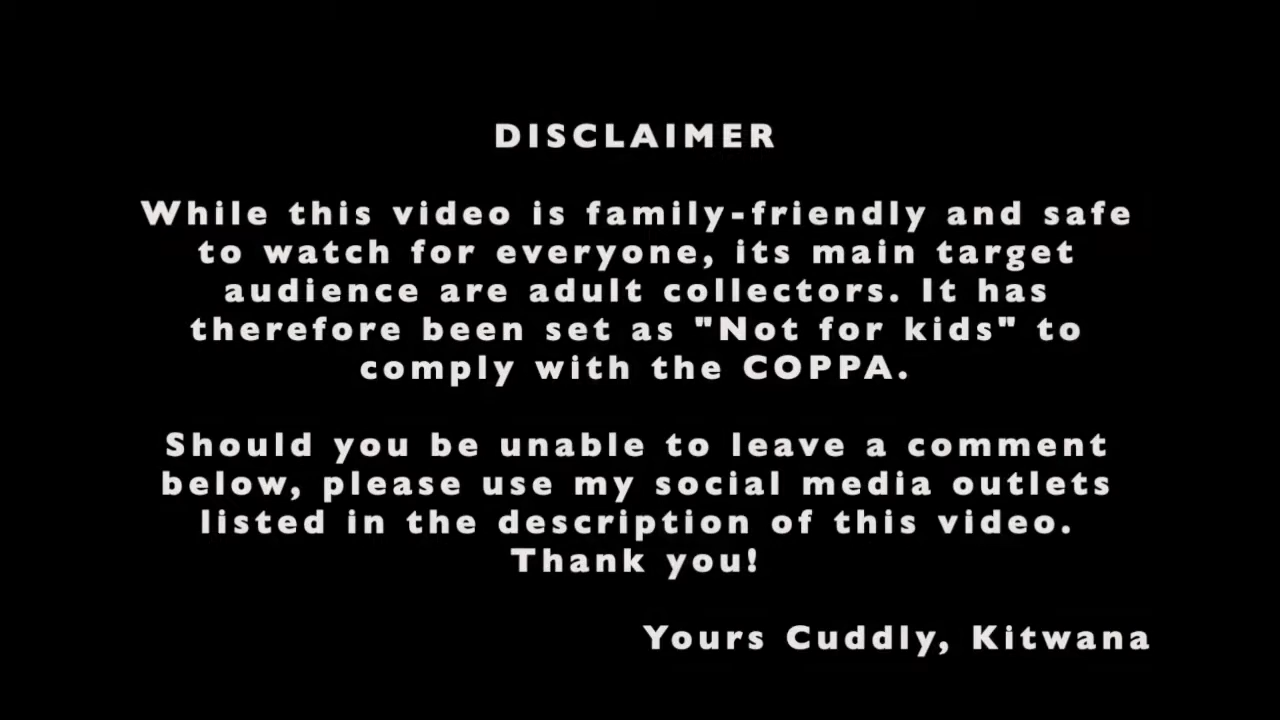 DISCLAIMER
While this video is family-friendly and safe
to watch for everyone, its main target
audience are adult collectors. It has
therefore been set as "Not for kids" to
comply with the COPPA.
Should you be unable to leave a comment
below, please use my social media outlets
listed in the description of this video.
Thank you!
Yours Cuddly, Kitwana